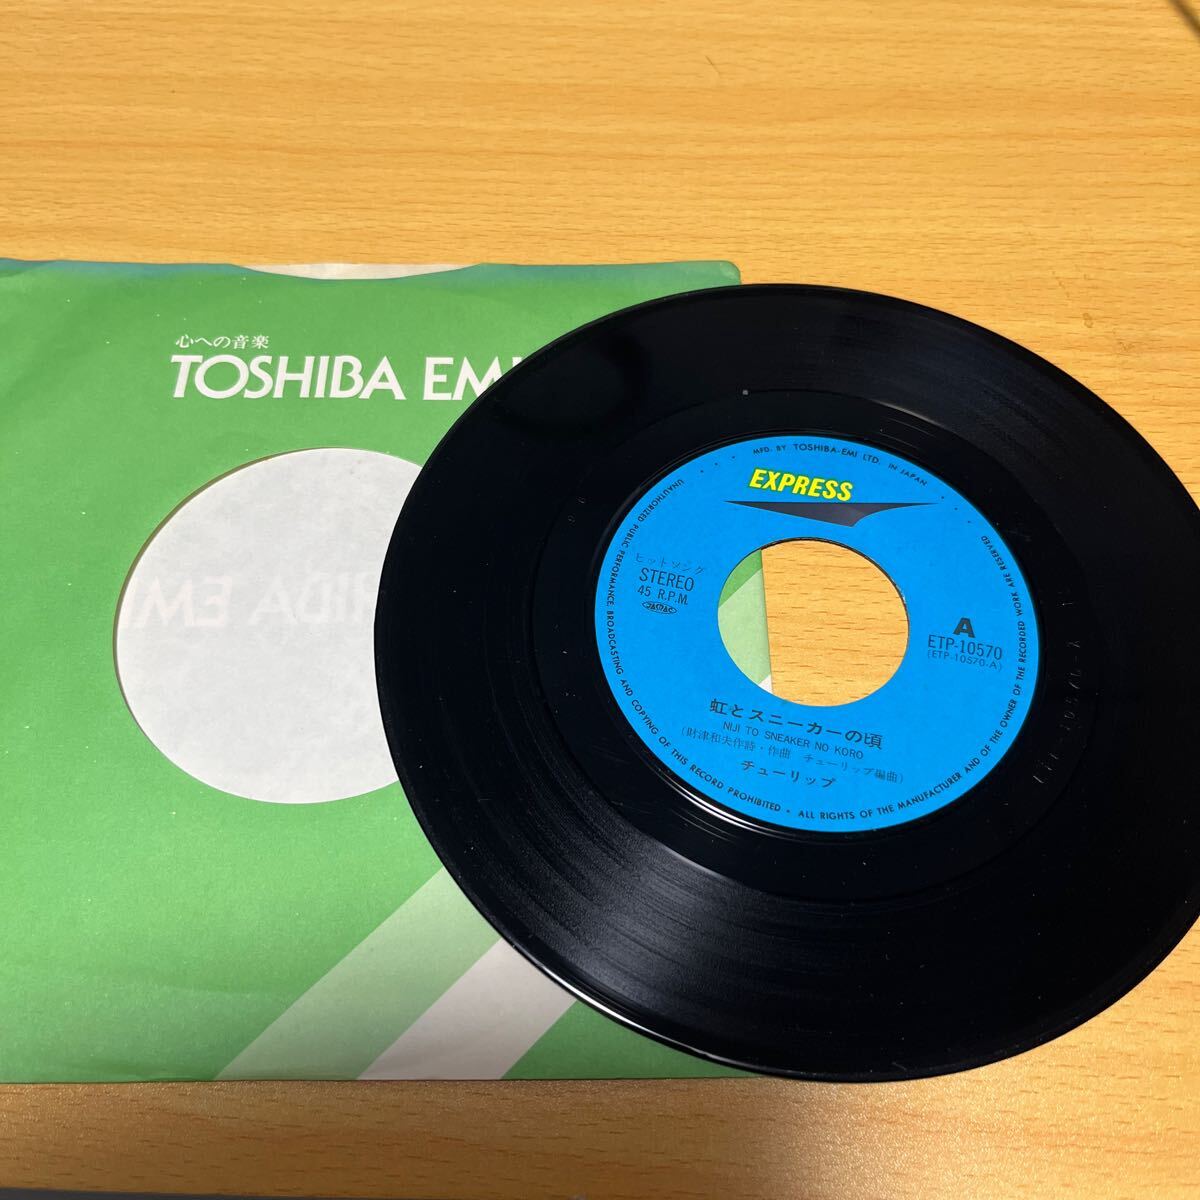 心への音楽
TOSHIBA EMI
MFD. BY TOSHIBA-EMI LTD. IN JAPAN
EXPRESS
ヒットソング
STEREO
45 R.P.M.
JASRAC
A
ETP-10570
(ETP-10570-A)
虹とスニーカーの頃
NIJI TO SNEAKER NO KORO
(財津和夫作詩・作曲 チューリップ編曲)
チューリップ
UNAUTHORIZED PUBLIC PERFORMANCE, BROADCASTING AND COPYING OF THIS RECORD PROHIBITED • ALL RIGHTS OF THE MANUFACTURER AND OF THE OWNER OF THE RECORDED WORK ARE RESERVED